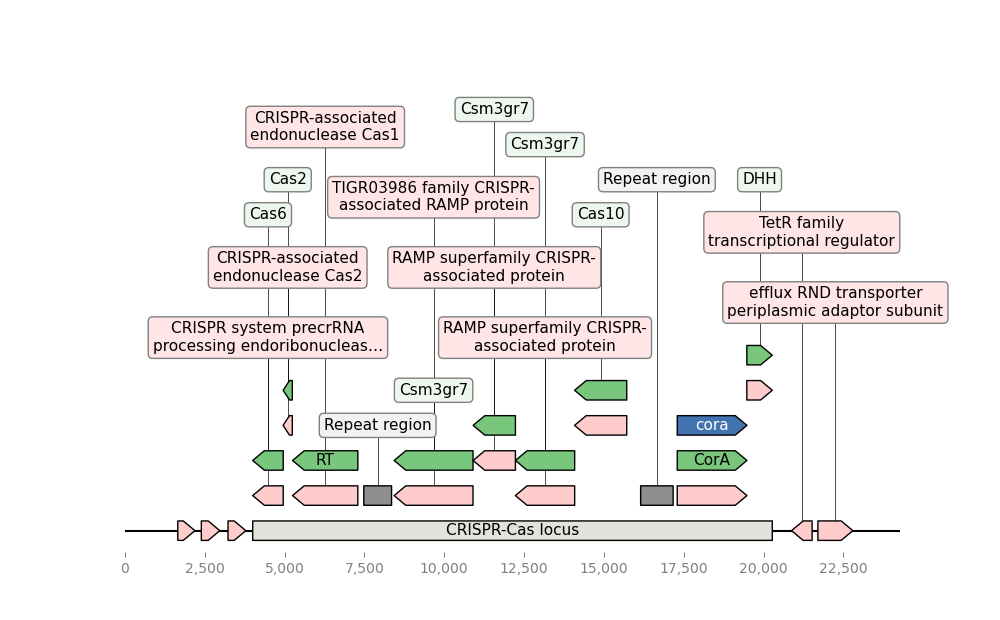 Csm3gr7
CRISPR-associated
endonuclease Cas1
Csm3gr7
Cas2
Repeat region
DHH
TIGR03986 family CRISPR-
associated RAMP protein
Cas6
Cas10
TetR family
transcriptional regulator
CRISPR-associated
endonuclease Cas2
RAMP superfamily CRISPR-
associated protein
efflux RND transporter
periplasmic adaptor subunit
CRISPR system precrRNA
processing endoribonucleas...
RAMP superfamily CRISPR-
associated protein
Csm3gr7
Repeat region
cora
RT
CorA
CRISPR-Cas locus
0
2,500
5,000
7,500
10,000
12,500
15,000
17,500
20,000
22,500